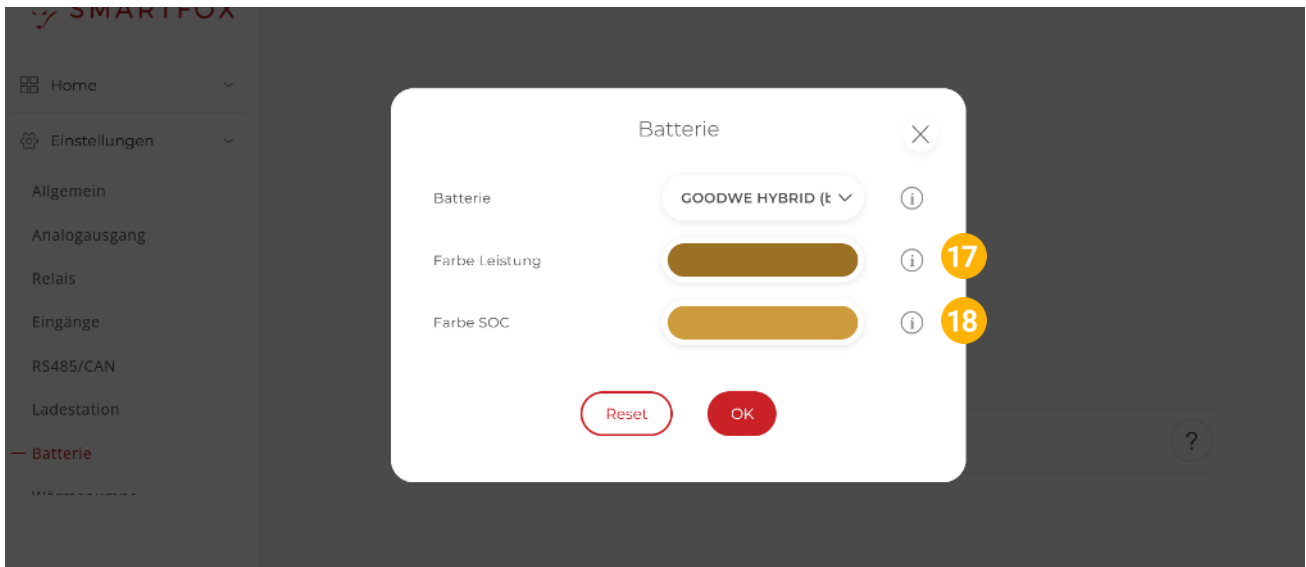 SMARTFOX
Home
Einstellungen
Allgemein
Analogausgang
Relais
Eingänge
RS485/CAN
Ladestation
Batterie
Wärmepumpe
Batterie
Batterie
GOODWE HYBRID (t
Farbe Leistung
17
Farbe SOC
18
Reset
OK
?